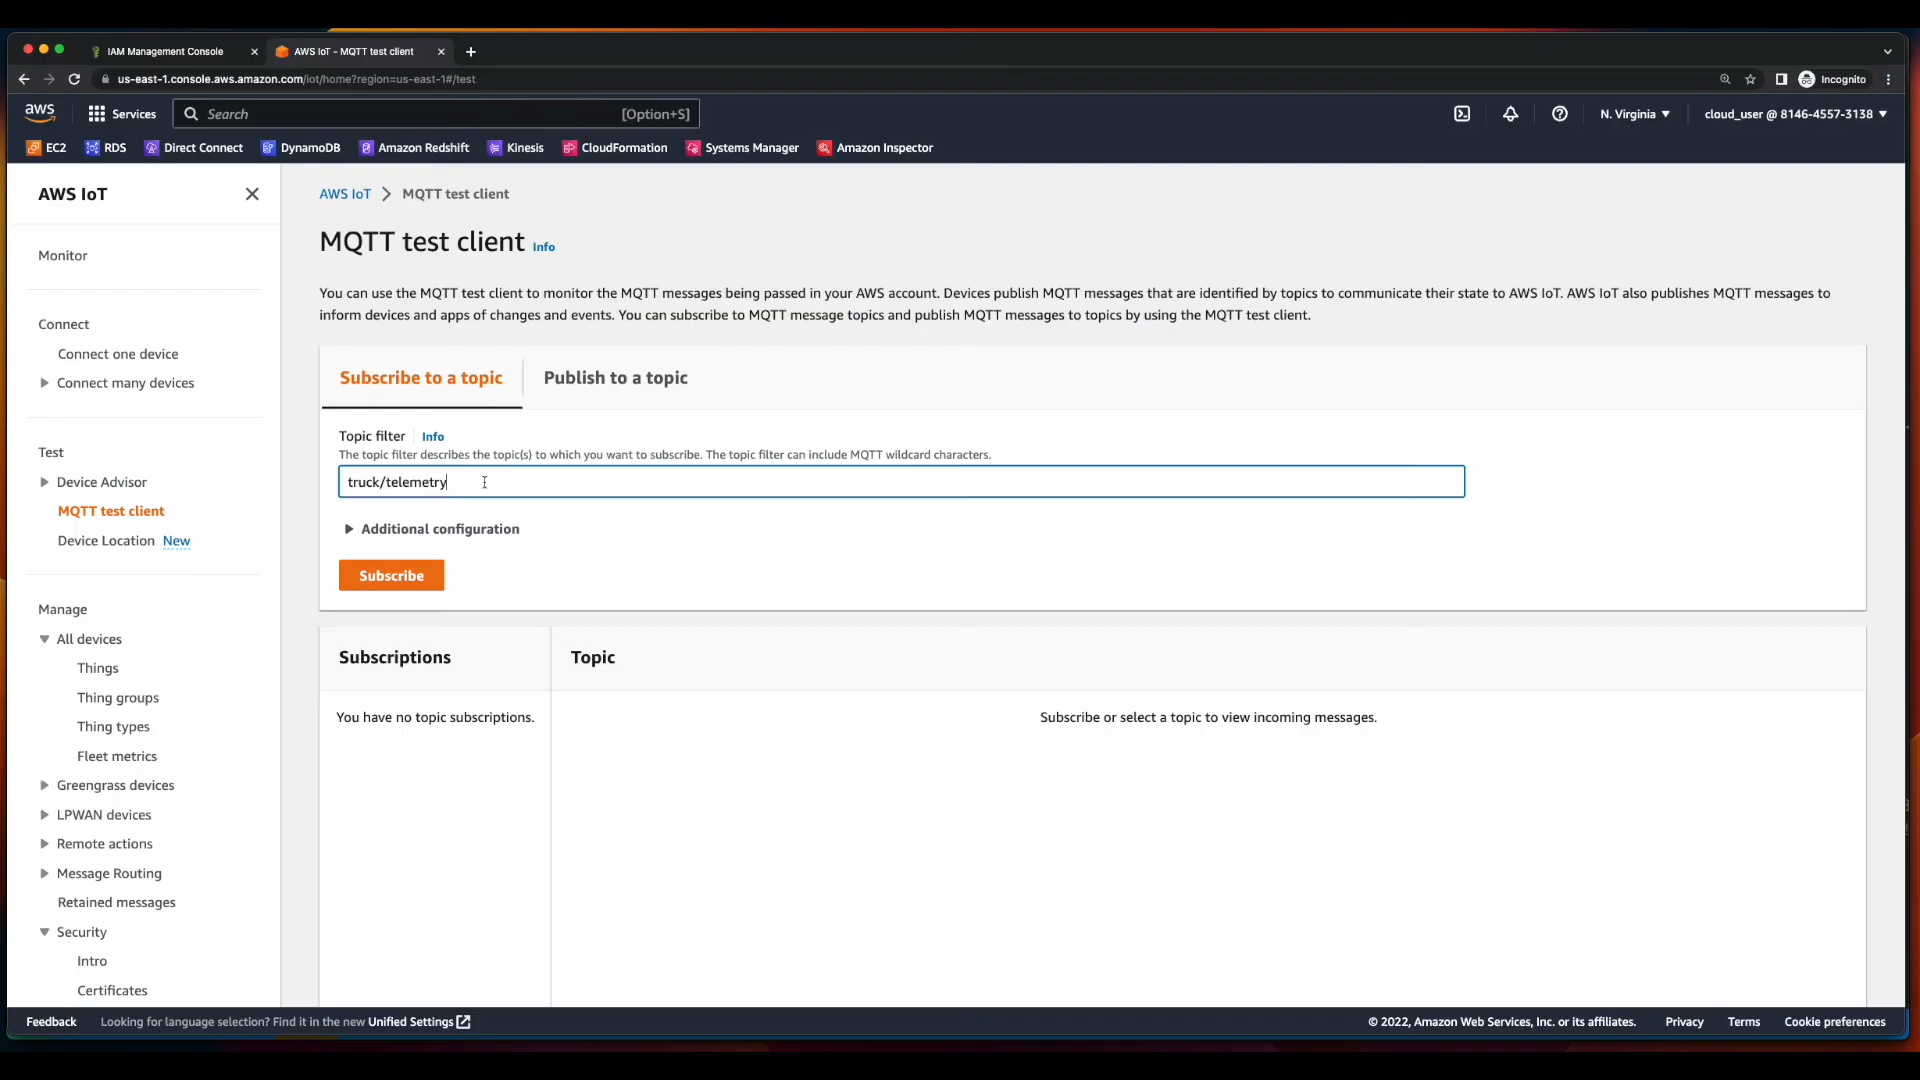 IAM Management Console
AWS IoT - MQTT test client
us-east-1.console.aws.amazon.com/iot/home?region=us-east-1#/test
Incognito
aws
Services
Search
[Option+S]
N. Virginia
cloud_user @ 8146-4557-3138
EC2
RDS
Direct Connect
DynamoDB
Amazon Redshift
Kinesis
CloudFormation
Systems Manager
Amazon Inspector
AWS IoT
Monitor
Connect
Connect one device
Connect many devices
Test
Device Advisor
MQTT test client
Device Location New
Manage
All devices
Things
Thing groups
Thing types
Fleet metrics
Greengrass devices
LPWAN devices
Remote actions
Message Routing
Retained messages
Security
Intro
Certificates
AWS IoT > MQTT test client
MQTT test client Info
You can use the MQTT test client to monitor the MQTT messages being passed in your AWS account. Devices publish MQTT messages that are identified by topics to communicate their state to AWS IoT. AWS IoT also publishes MQTT messages to
inform devices and apps of changes and events. You can subscribe to MQTT message topics and publish MQTT messages to topics by using the MQTT test client.
Subscribe to a topic
Publish to a topic
Topic filter Info
The topic filter describes the topic(s) to which you want to subscribe. The topic filter can include MQTT wildcard characters.
truck/telemetry
Additional configuration
Subscribe
Subscriptions
Topic
You have no topic subscriptions.
Subscribe or select a topic to view incoming messages.
Feedback
Looking for language selection? Find it in the new Unified Settings
© 2022, Amazon Web Services, Inc. or its affiliates.
Privacy
Terms
Cookie preferences